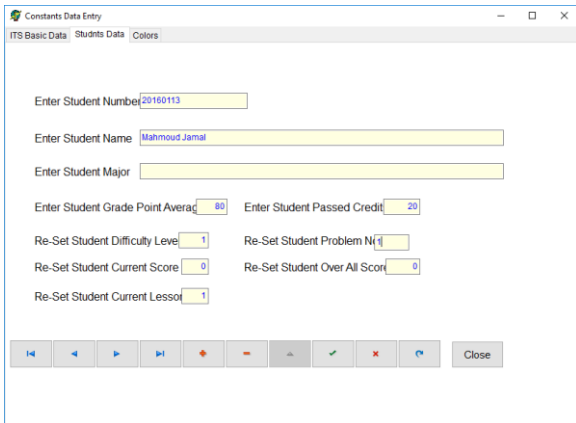 Constants Data Entry
ITS Basic Data Studnts Data Colors
Enter Student Number 20160113
Enter Student Name Mahmoud Jamal
Enter Student Major
Enter Student Grade Point Averag 80 Enter Student Passed Credit 20
Re-Set Student Difficulty Leve 1 Re-Set Student Problem No 1
Re-Set Student Current Score 0 Re-Set Student Over All Score 0
Re-Set Student Current Lesson 1
Close